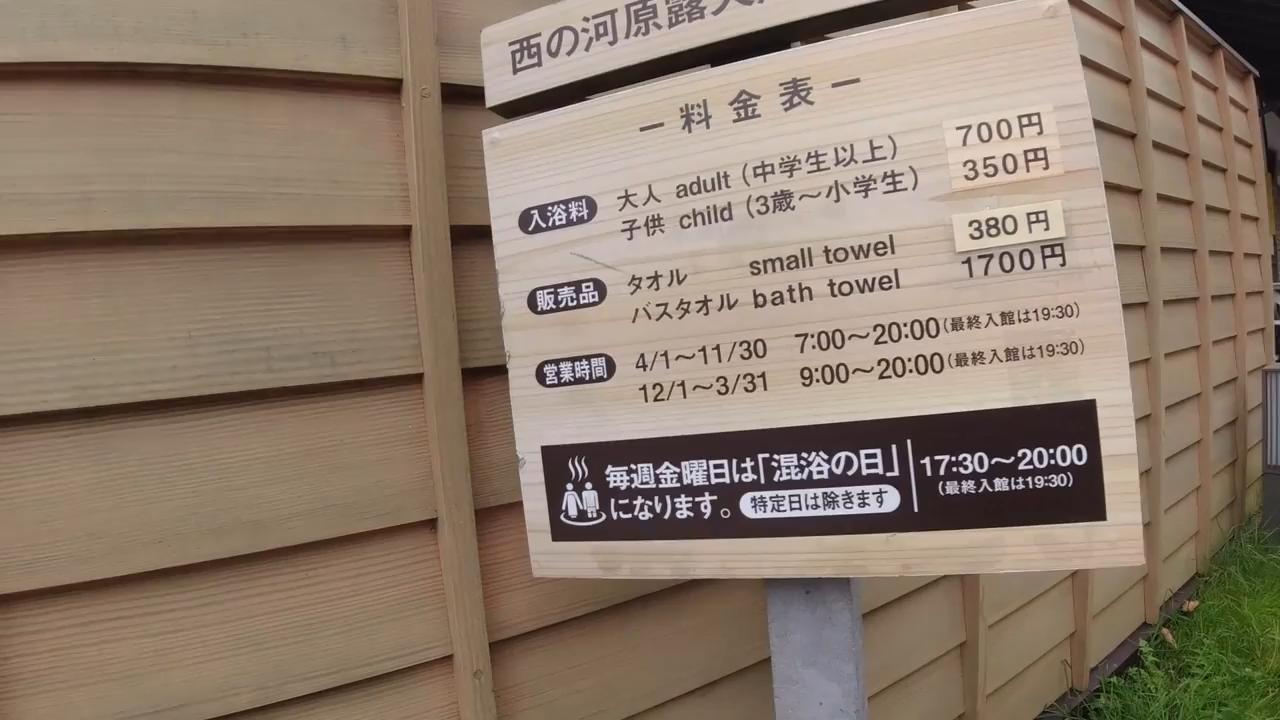 西の河原露天
ー料金表ー
入浴料 大人 adult (中学生以上) 700円
子供 child (3歳～小学生) 350円
販売品 タオル small towel 380円
バスタオル bath towel 1700円
営業時間 4/1～11/30 7:00～20:00(最終入館は19:30)
12/1～3/31 9:00～20:00(最終入館は19:30)
毎週金曜日は「混浴の日」
になります。 特定日は除きます
17:30～20:00
(最終入館は19:30)